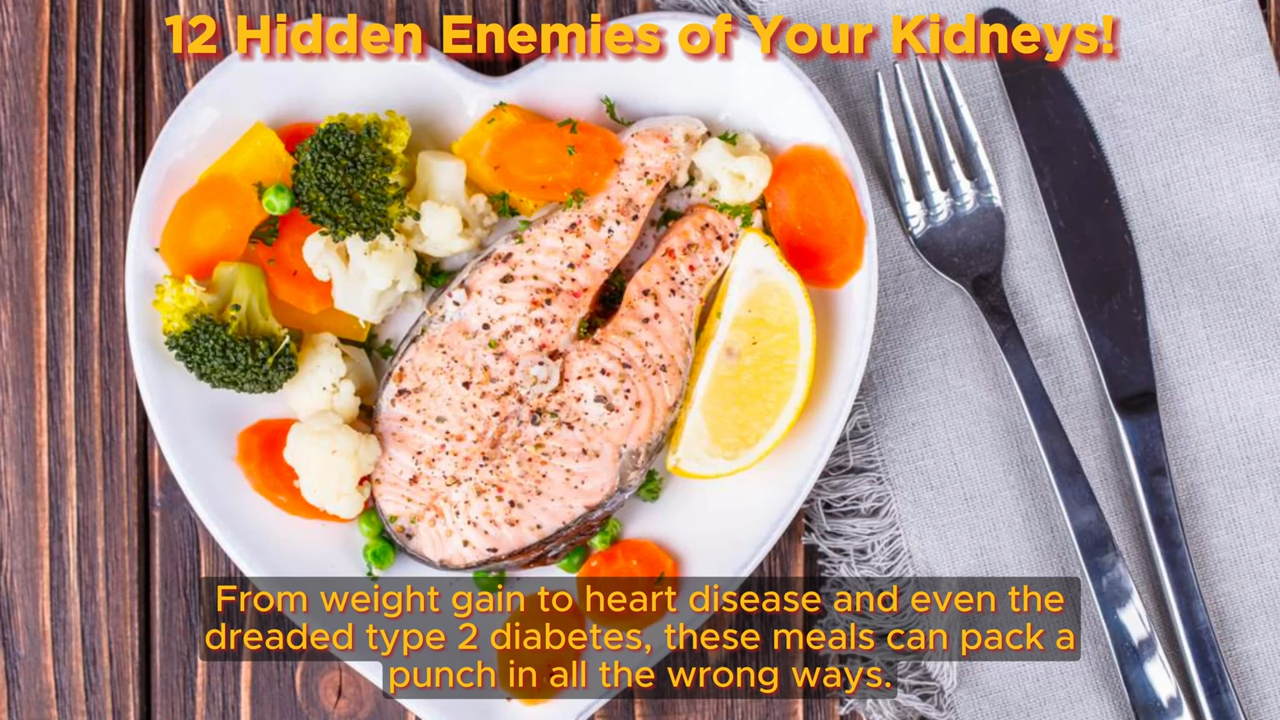 12 Hidden Enemies of Your Kidneys!
From weight gain to heart disease and even the
dreaded type 2 diabetes, these meals can pack a
punch in all the wrong ways.